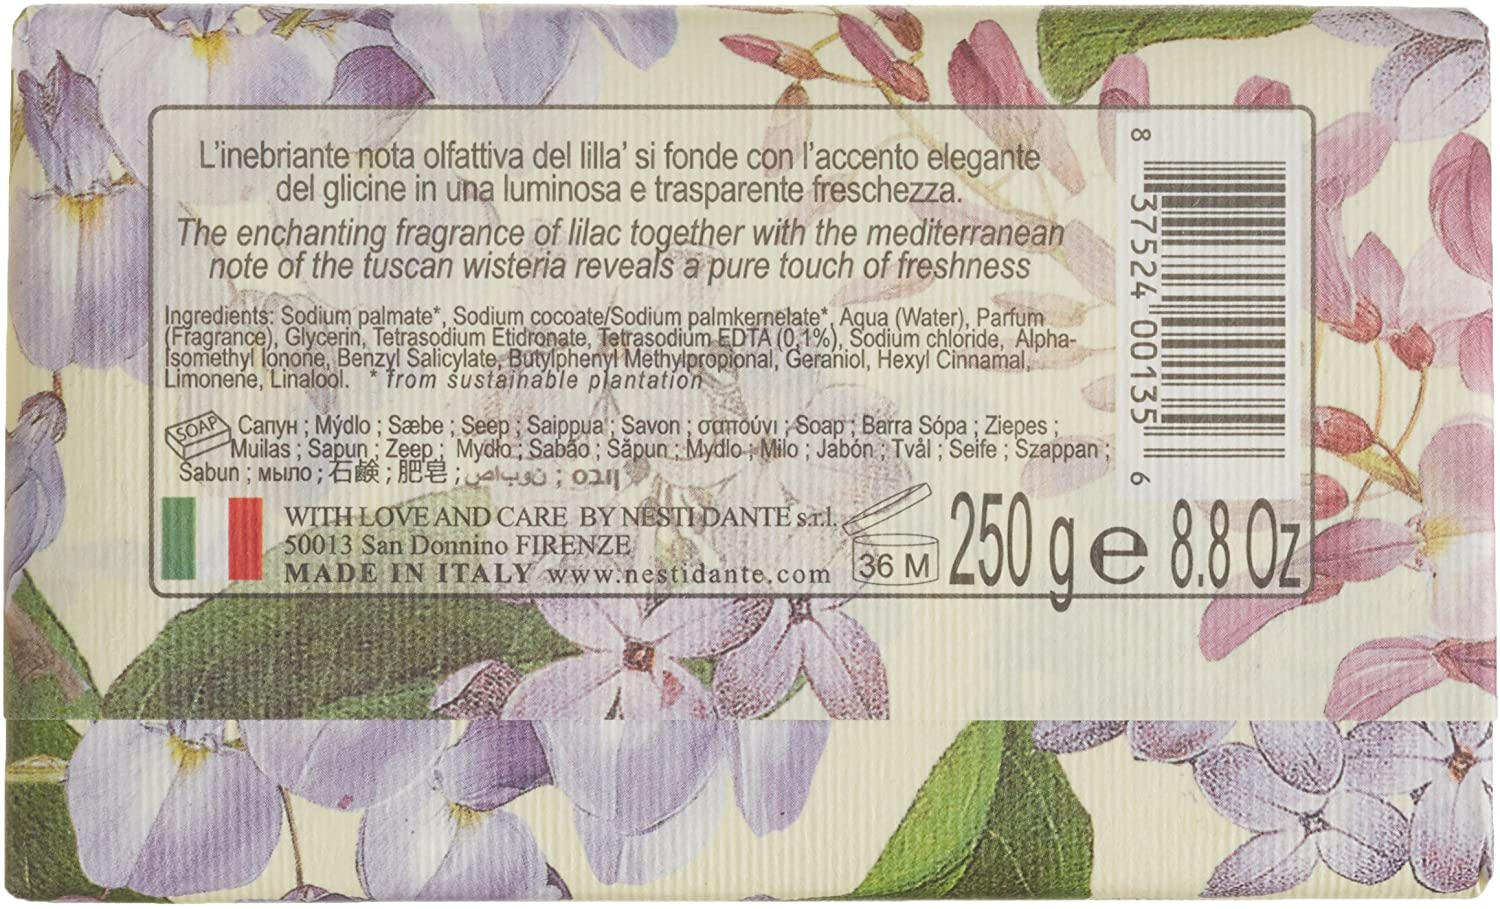 L'inebriante nota olfattiva del lilla' si fonde con l'accento elegante
del glicine in una luminosa e trasparente freschezza.
The enchanting fragrance of lilac together with the mediterranean
note of the tuscan wisteria reveals a pure touch of freshness
Ingredients: Sodium palmate*, Sodium cocoate/Sodium palmkernelate*, Aqua (Water), Parfum
(Fragrance), Glycerin, Tetrasodium Etidronate, Tetrasodium EDTA (0,1%), Sodium chloride, Alpha-
Isomethyl Ionone, Benzyl Salicylate, Butylphenyl Methylpropional, Geraniol, Hexyl Cinnamal,
Limonene, Linalool. * from sustainable plantation
SOAP
Сапун ; Mýdlo ; Sæbe ; Seep ; Saippua ; Savon ; σαπούνι ; Soap ; Barra Sópa ; Ziepes ;
Muilas ; Sapun ; Zeep ; Mydło ; Sabão ; Săpun ; Mydlo ; Milo ; Jabón ; Tvål ; Seife ; Szappan ;
Sabun ; мыло ; 石鹸 ; 肥皂 ;
WITH LOVE AND CARE BY NESTI DANTE s.r.l.
50013 San Donnino FIRENZE
MADE IN ITALY www.nestidante.com
36 M
250 g e 8.8 Oz
8 37524 00135 6